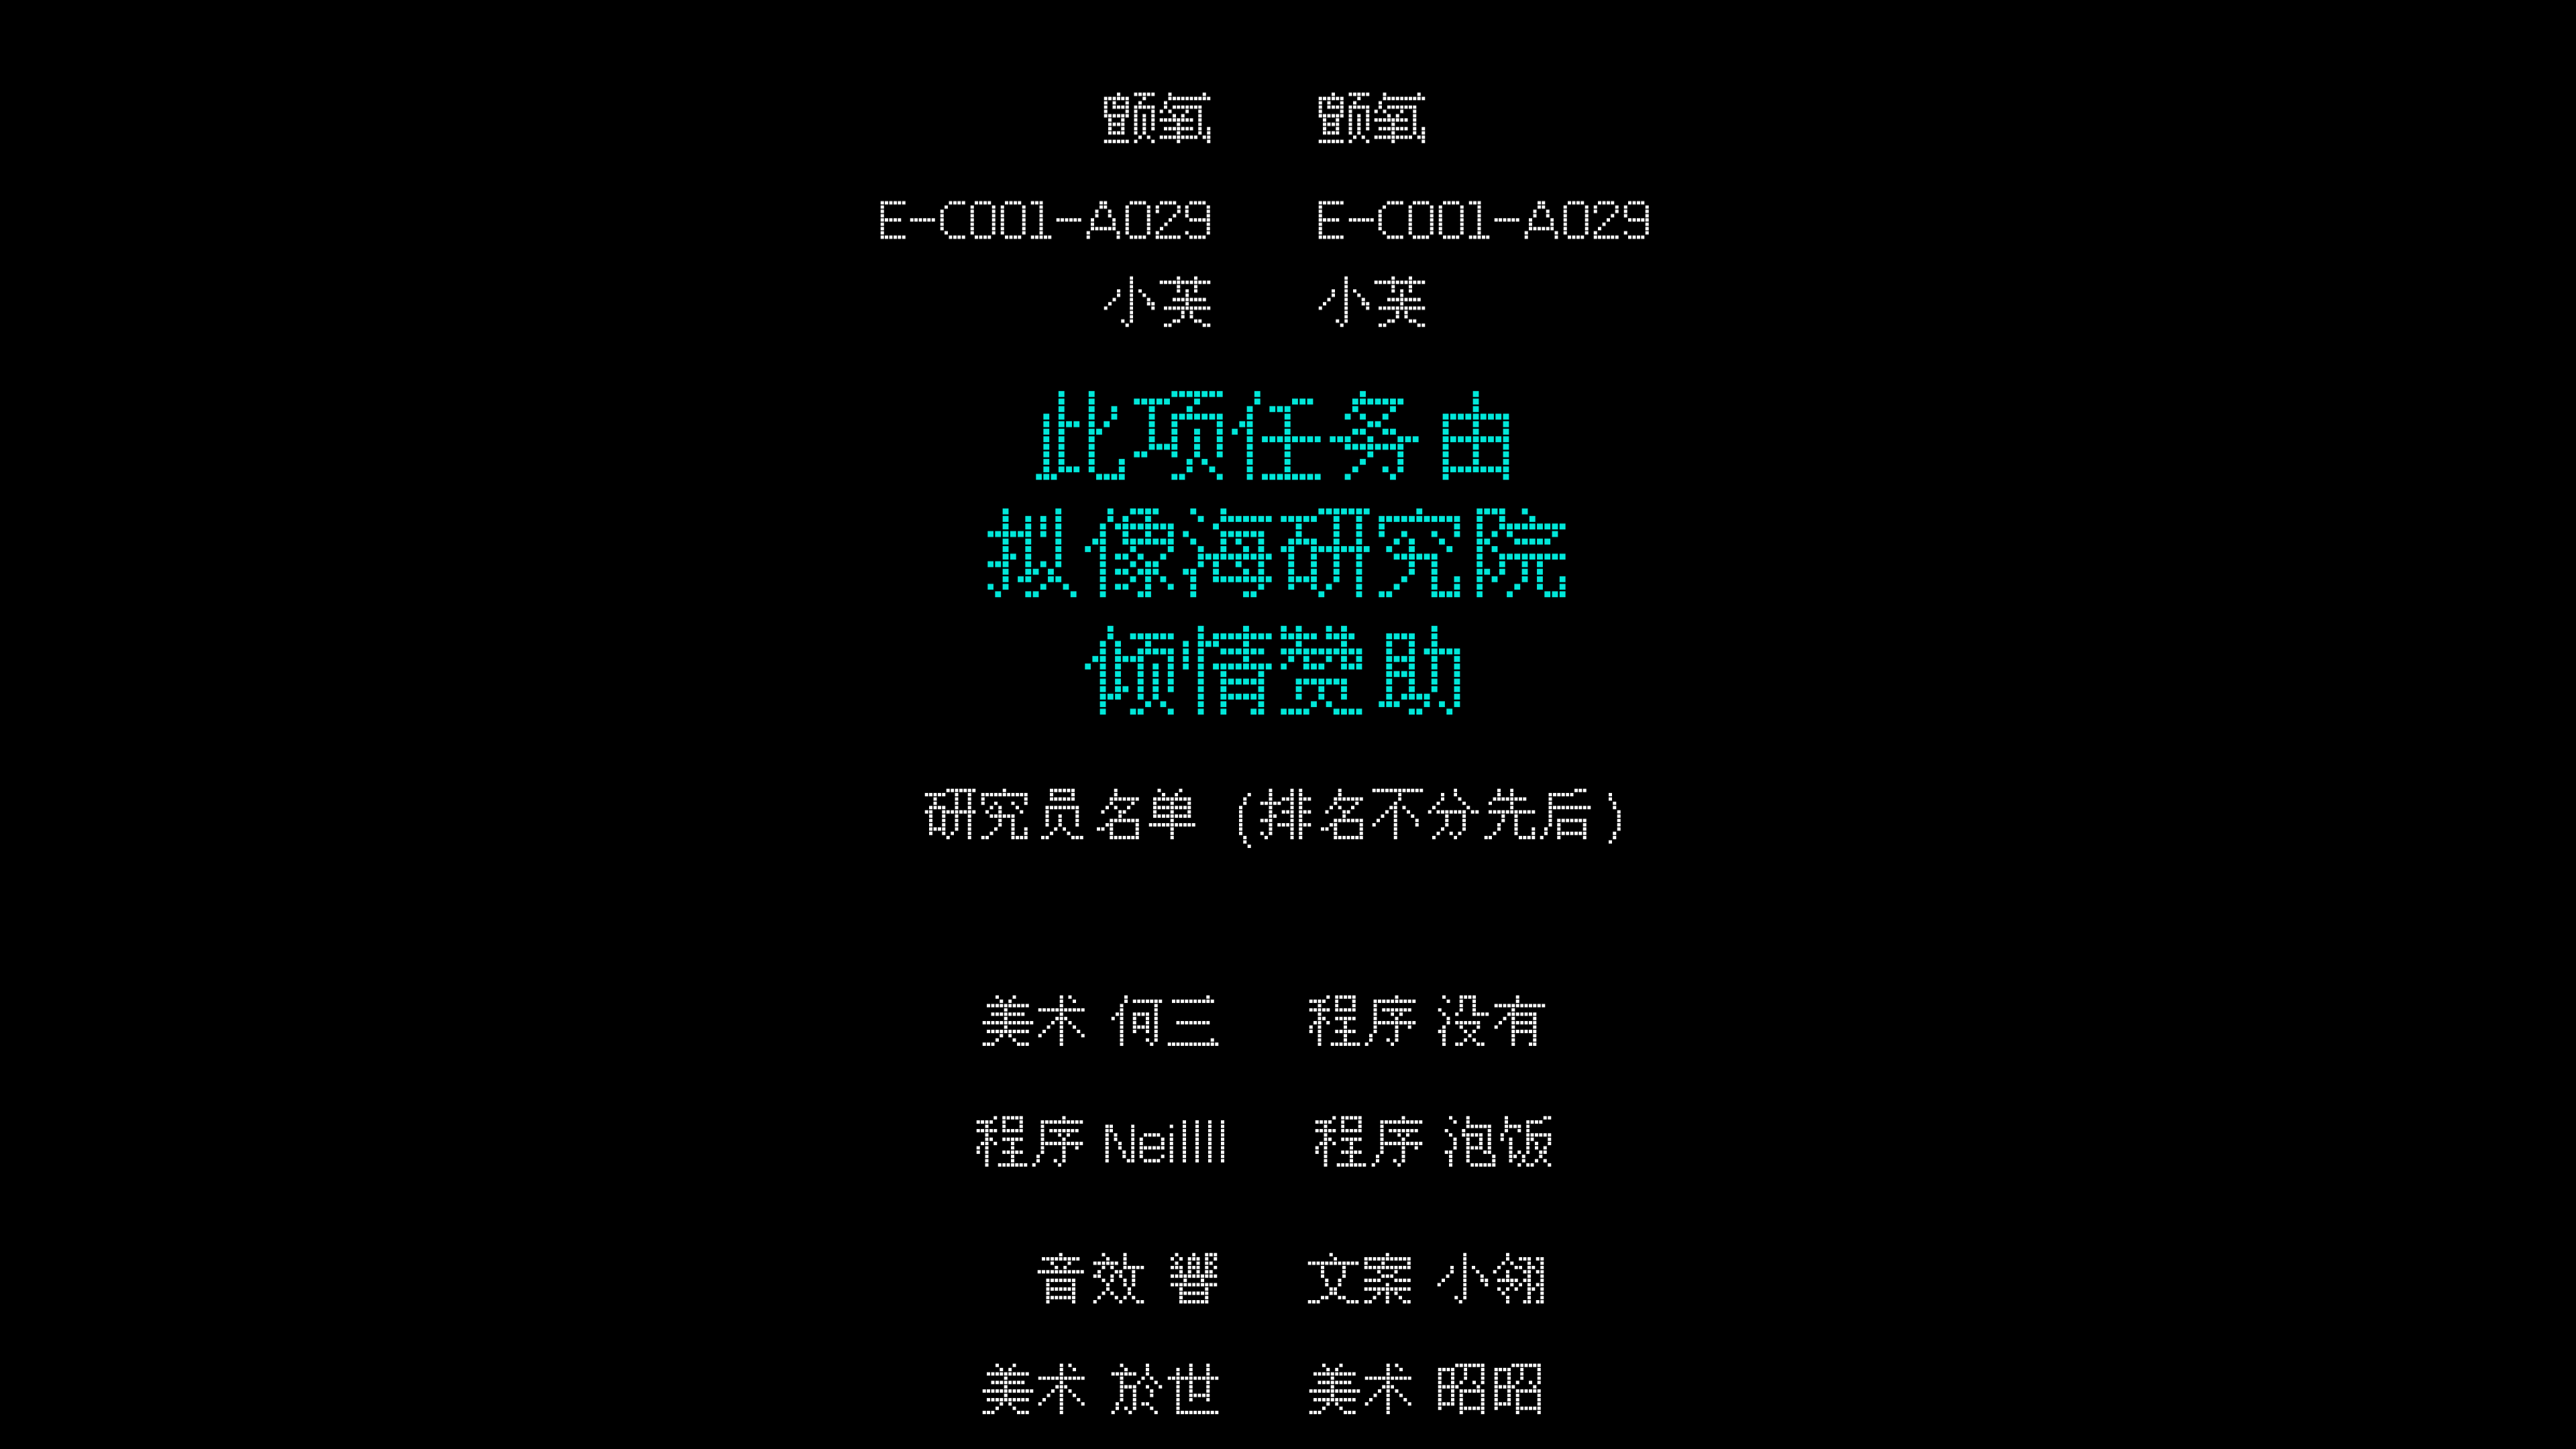 颤氧 颤氧
E-C001-A029 E-C001-A029
小芙 小芙
此项任务由
拟像海研究院
倾情赞助
研究员名单 (排名不分先后)
美术 何三 程序 没有
程序 Neillll 程序 泡饭
音效 響 文案 小翎
美术 於世 美术 昭昭